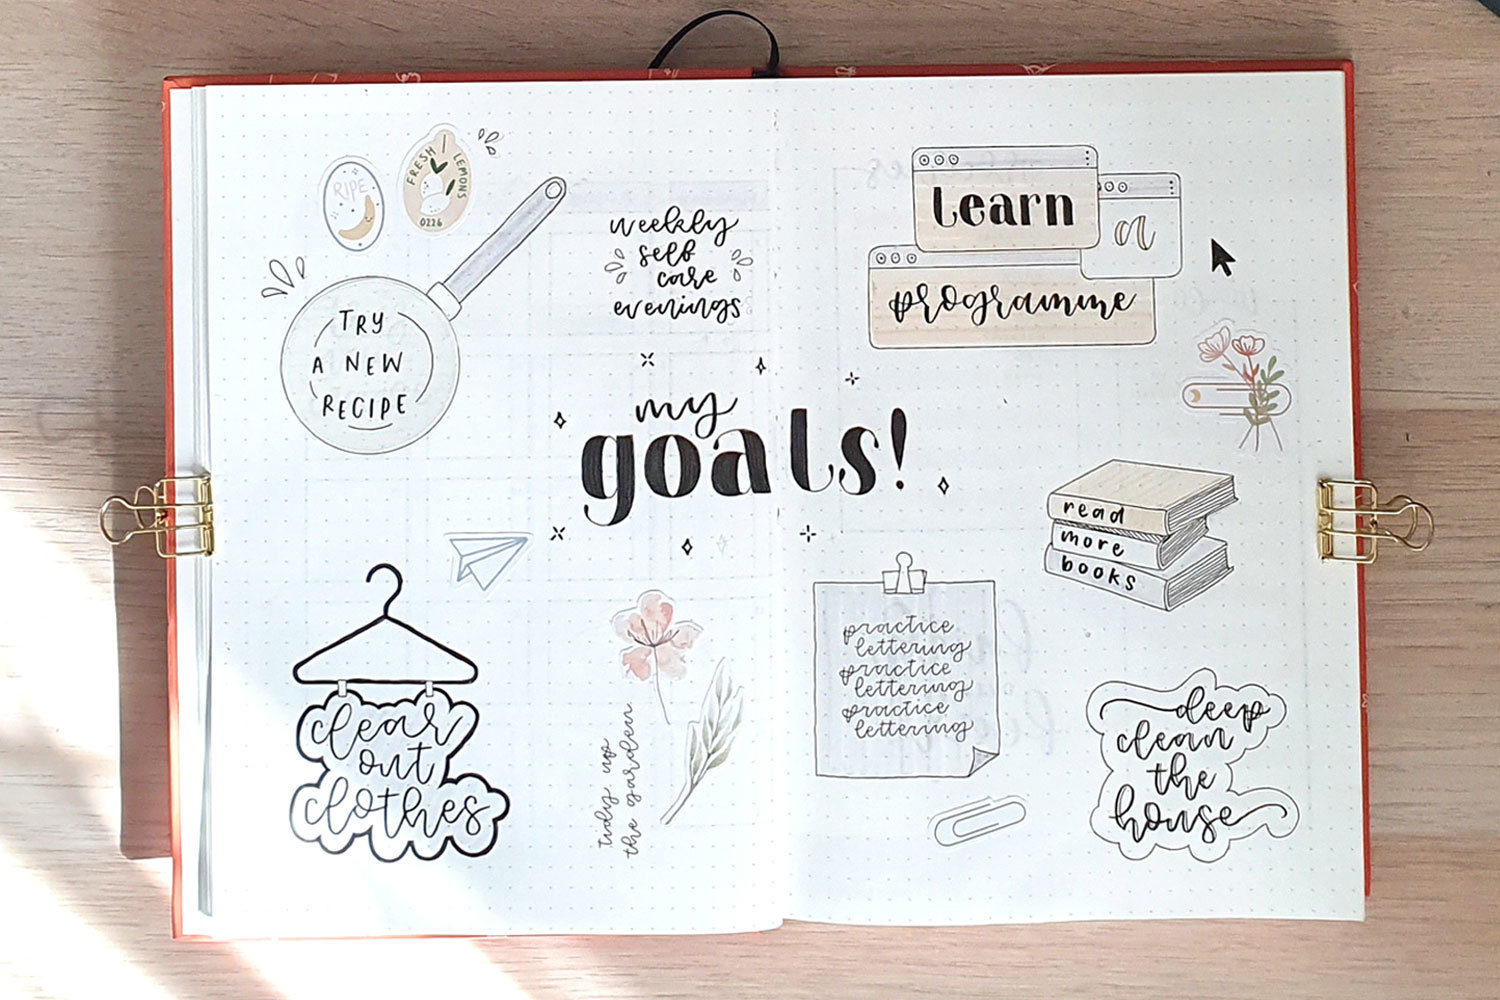 RIPE
FRESH LEMONS
0226
TRY
A NEW
RECIPE
weekly
self
care
evenings
learn
a
programme
my
goals!
read
more
books
clear
out
clothes
tidy up
the garden
practice
lettering
practice
lettering
practice
lettering
deep
clean
the
house